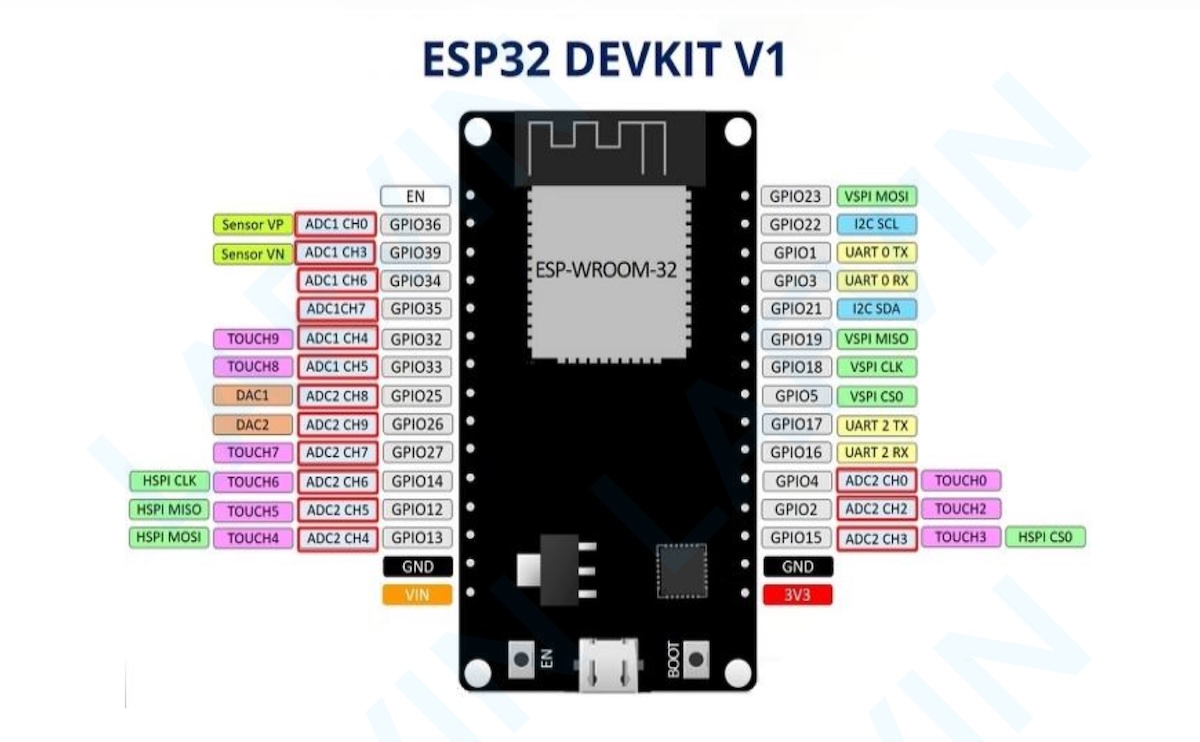 ESP32 DEVKIT V1
EN GPIO23 VSPI MOSI
Sensor VP ADC1 CH0 GPIO36 GPIO22 I2C SCL
Sensor VN ADC1 CH3 GPIO39 GPIO1 UART 0 TX
ADC1 CH6 GPIO34 ESP-WROOM-32 GPIO3 UART 0 RX
ADC1CH7 GPIO35 GPIO21 I2C SDA
TOUCH9 ADC1 CH4 GPIO32 GPIO19 VSPI MISO
TOUCH8 ADC1 CH5 GPIO33 GPIO18 VSPI CLK
DAC1 ADC2 CH8 GPIO25 GPIO5 VSPI CS0
DAC2 ADC2 CH9 GPIO26 GPIO17 UART 2 TX
TOUCH7 ADC2 CH7 GPIO27 GPIO16 UART 2 RX
HSPI CLK TOUCH6 ADC2 CH6 GPIO14 GPIO4 ADC2 CH0 TOUCH0
HSPI MISO TOUCH5 ADC2 CH5 GPIO12 GPIO2 ADC2 CH2 TOUCH2
HSPI MOSI TOUCH4 ADC2 CH4 GPIO13 GPIO15 ADC2 CH3 TOUCH3 HSPI CS0
GND GND
VIN 3V3
EN BOOT